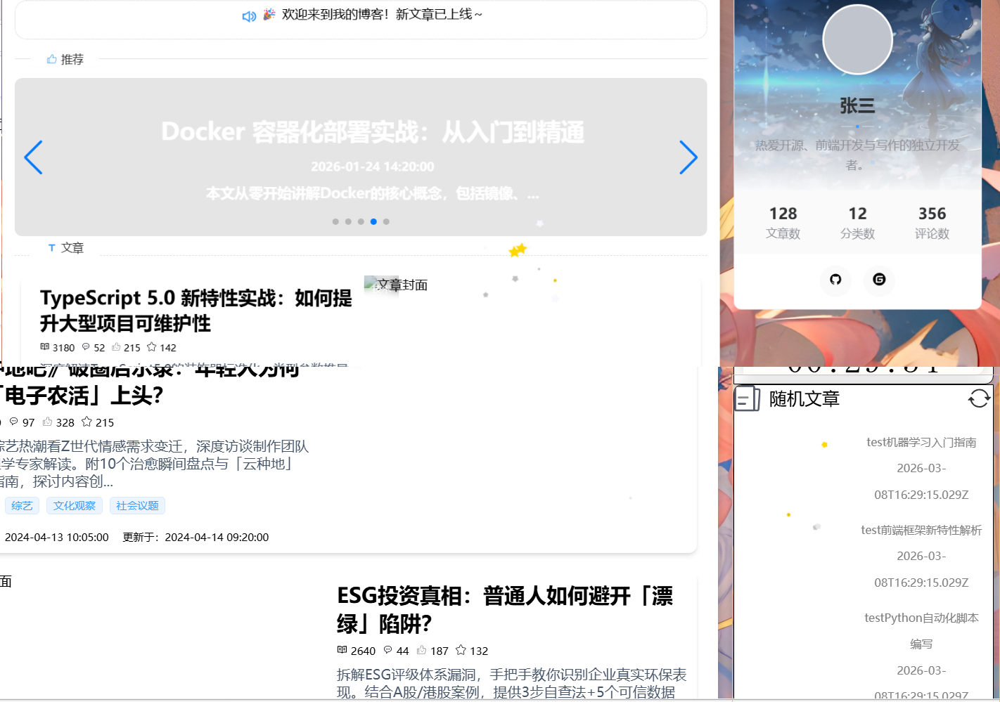 🎉 欢迎来到我的博客！新文章已上线~
推荐
Docker 容器化部署实战：从入门到精通
2026-01-24 14:20:00
本文从零开始讲解Docker的核心概念，包括镜像、...
文章
TypeScript 5.0 新特性实战：如何提
升大型项目可维护性
3180 52 215 142
文章封面
地吧》破圈启示录：年轻人为何
「电子农活」上头？
97 328 215
综艺热潮看Z世代情感需求变迁，深度访谈制作团队
学专家解读。附10个治愈瞬间盘点与「云种地」
指南，探讨内容创...
综艺 文化观察 社会议题
2024-04-13 10:05:00 更新于：2024-04-14 09:20:00
面
ESG投资真相：普通人如何避开「漂
绿」陷阱？
2640 44 187 132
拆解ESG评级体系漏洞，手把手教你识别企业真实环保表
现。结合A股/港股案例，提供3步自查法+5个可信数据
张三
热爱开源、前端开发与写作的独立开发
者。
128 12 356
文章数 分类数 评论数
随机文章
test机器学习入门指南
2026-03-
08T16:29:15.029Z
test前端框架新特性解析
2026-03-
08T16:29:15.029Z
testPython自动化脚本
编写
2026-03-
08T16:29:15.029Z